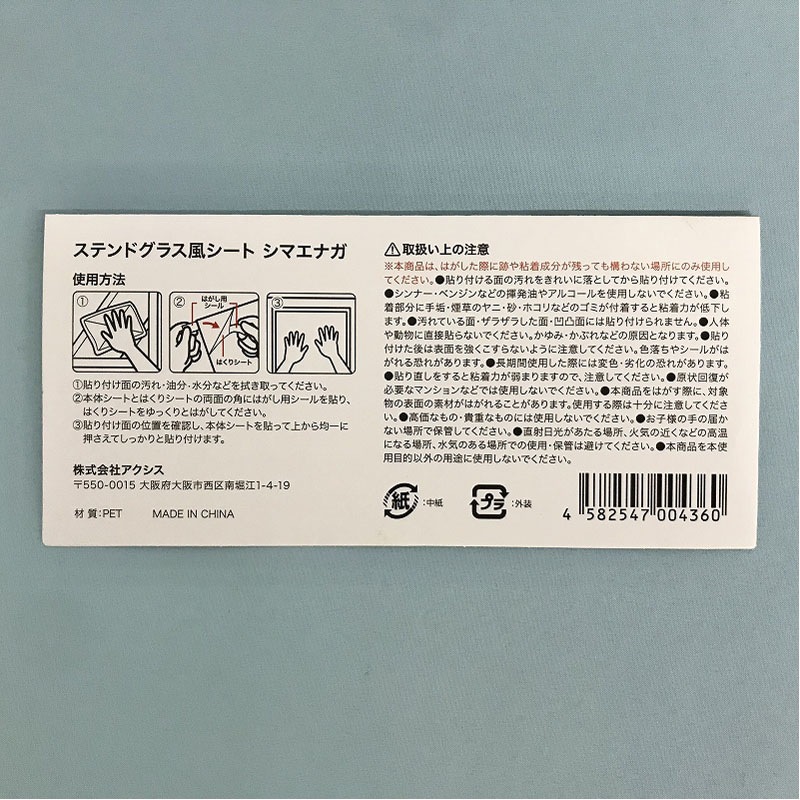 ステンドグラス風シート シマエナガ
使用方法
①
②
はがし用
シール
はくりシート
③
①貼り付け面の汚れ・油分・水分などを拭き取ってください。
②本体シートとはくりシートの両面の角にはがし用シールを貼り、
はくりシートをゆっくりとはがしてください。
③貼り付け面の位置を確認し、本体シートを貼って上から均一に
押さえてしっかりと貼り付けます。
株式会社アクシス
〒550-0015 大阪府大阪市西区南堀江1-4-19
材 質:PET MADE IN CHINA
取扱い上の注意
※本商品は、はがした際に跡や粘着成分が残っても構わない場所にのみ使用し
てください。●貼り付ける面の汚れをきれいに落としてから貼り付けてください。
●シンナー・ベンジンなどの揮発油やアルコールを使用しないでください。●粘
着部分に手垢・煙草のヤニ・砂・ホコリなどのゴミが付着すると粘着力が低下し
ます。●汚れている面・ザラザラした面・凹凸面には貼り付けられません。●人体
や動物に直接貼らないでください。かゆみ・かぶれなどの原因となります。●貼り
付けた後は表面を強くこすらないように注意してください。色落ちやシールがは
がれる恐れがあります。●長期間使用した際には変色・劣化の恐れがあります。
●貼り直しをすると粘着力が弱まりますので、注意してください。●原状回復が
必要なマンションなどでは使用しないでください。●本商品をはがす際に、対象
物の表面の素材がはがれることがあります。使用する際は十分に注意してくださ
い。●高価なもの・貴重なものには使用しないでください。●お子様の手の届か
ない場所で保管してください。●直射日光があたる場所、火気の近くなどの高温
になる場所、水気のある場所での使用・保管は避けてください。●本商品を本使
用目的以外の用途に使用しないでください。
紙 :中紙
プラ :外装
4 582547 004360